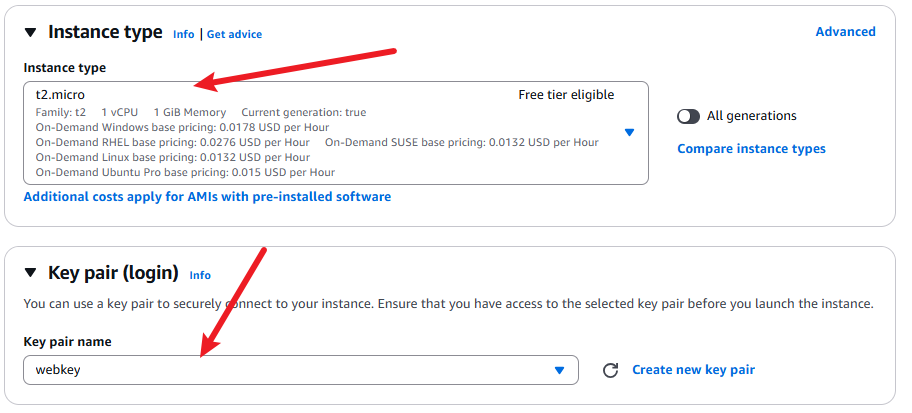 Instance type Info | Get advice Advanced
Instance type
t2.micro Free tier eligible
Family: t2 1 vCPU 1 GiB Memory Current generation: true
On-Demand Windows base pricing: 0.0178 USD per Hour
On-Demand RHEL base pricing: 0.0276 USD per Hour On-Demand SUSE base pricing: 0.0132 USD per Hour
On-Demand Linux base pricing: 0.0132 USD per Hour
On-Demand Ubuntu Pro base pricing: 0.015 USD per Hour
All generations
Compare instance types
Additional costs apply for AMIs with pre-installed software
Key pair (login) Info
You can use a key pair to securely connect to your instance. Ensure that you have access to the selected key pair before you launch the instance.
Key pair name
webkey
Create new key pair